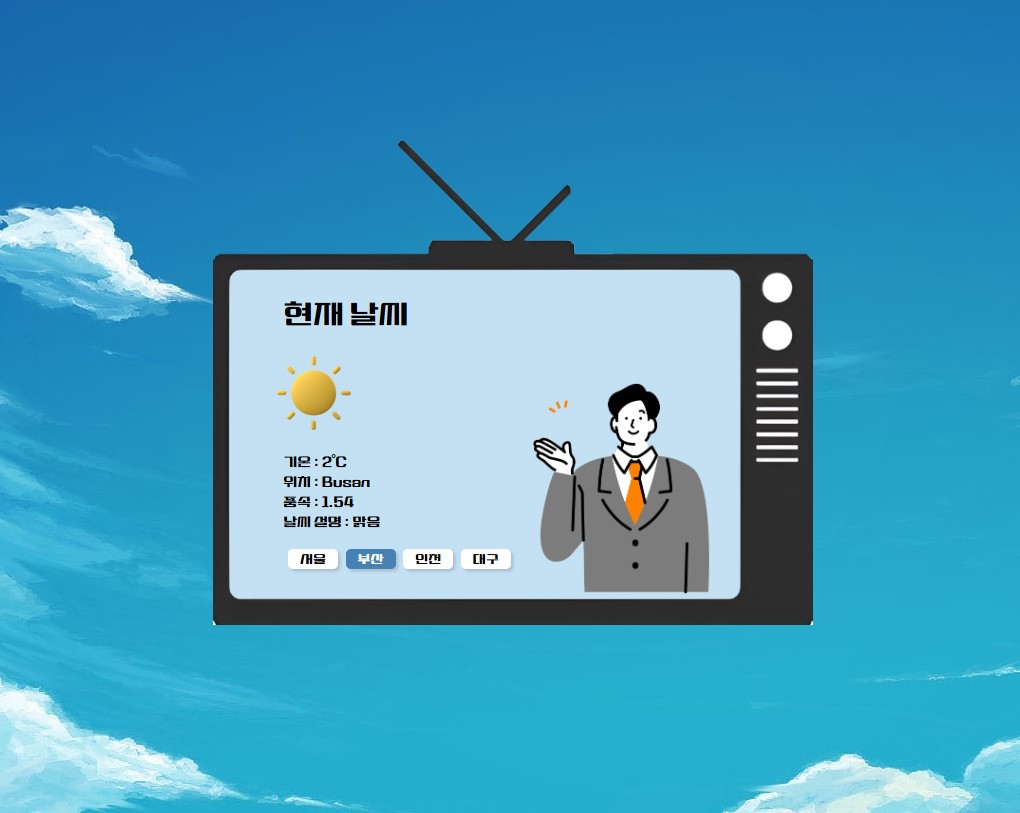 현재 날씨
기온 : 2°C
위치 : Busan
풍속 : 1.54
날씨 설명 : 맑음
서울 부산 인천 대구